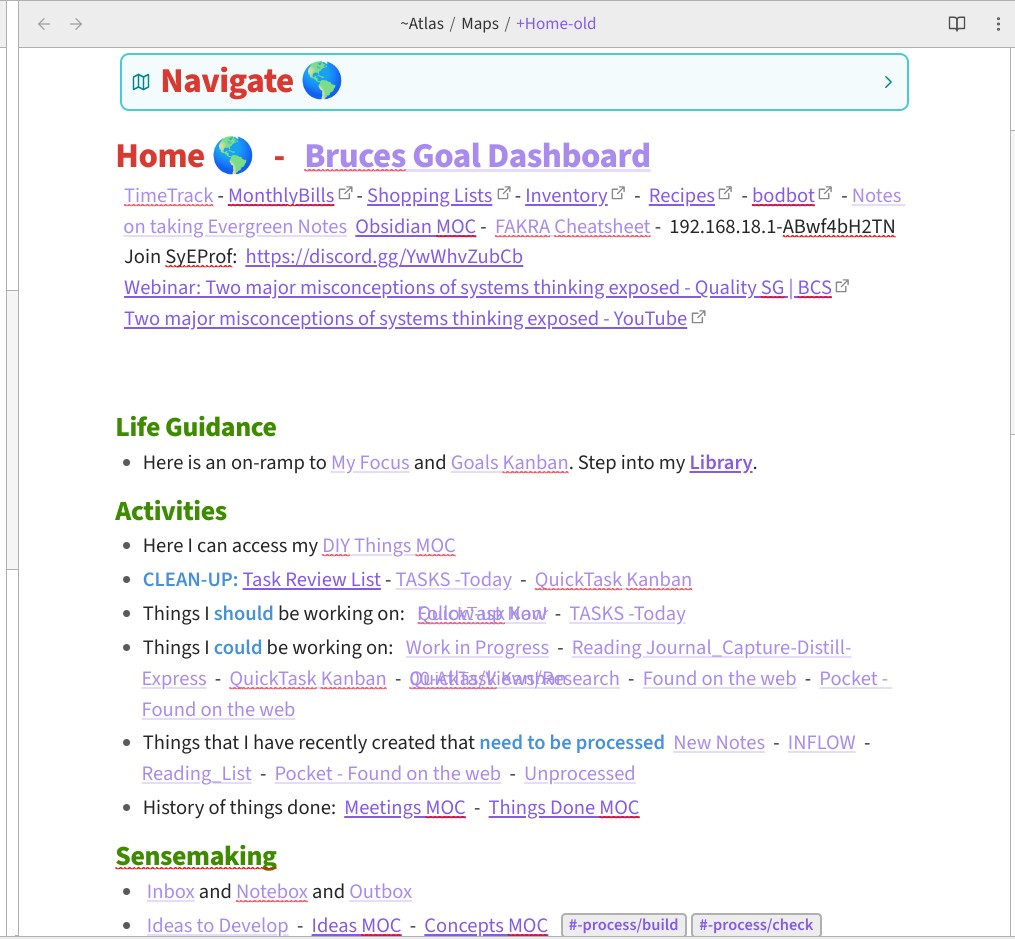 ~Atlas / Maps / +Home-old
Navigate
Home - Bruces Goal Dashboard
TimeTrack - MonthlyBills - Shopping Lists - Inventory - Recipes - bodbot - Notes
on taking Evergreen Notes Obsidian MOC - FAKRA Cheatsheet - 192.168.18.1-ABwf4bH2TN
Join SyEProf: https://discord.gg/YwWhvZubCb
Webinar: Two major misconceptions of systems thinking exposed - Quality SG | BCS
Two major misconceptions of systems thinking exposed - YouTube
Life Guidance
Here is an on-ramp to My Focus and Goals Kanban. Step into my Library.
Activities
Here I can access my DIY Things MOC
CLEAN-UP: Task Review List - TASKS -Today - QuickTask Kanban
Things I should be working on: - TASKS -Today
Things I could be working on: Work in Progress - Reading Journal_Capture-Distill-
Express - QuickTask Kanban - - Found on the web - Pocket -
Found on the web
Things that I have recently created that need to be processed New Notes - INFLOW -
Reading_List - Pocket - Found on the web - Unprocessed
History of things done: Meetings MOC - Things Done MOC
Sensemaking
Inbox and Notebox and Outbox
Ideas to Develop - Ideas MOC - Concepts MOC #-process/build #-process/check